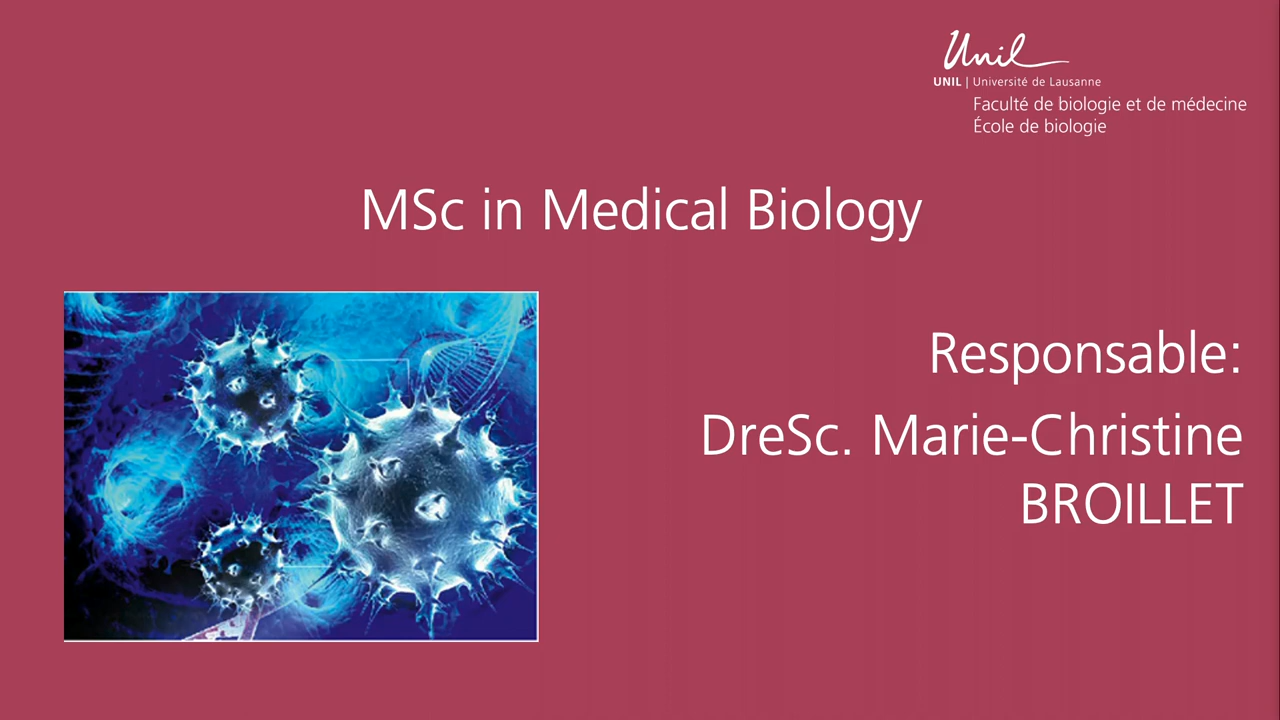 Unil
UNIL | Université de Lausanne
Faculté de biologie et de médecine
École de biologie
MSc in Medical Biology
Responsable:
DreSc. Marie-Christine
BROILLET